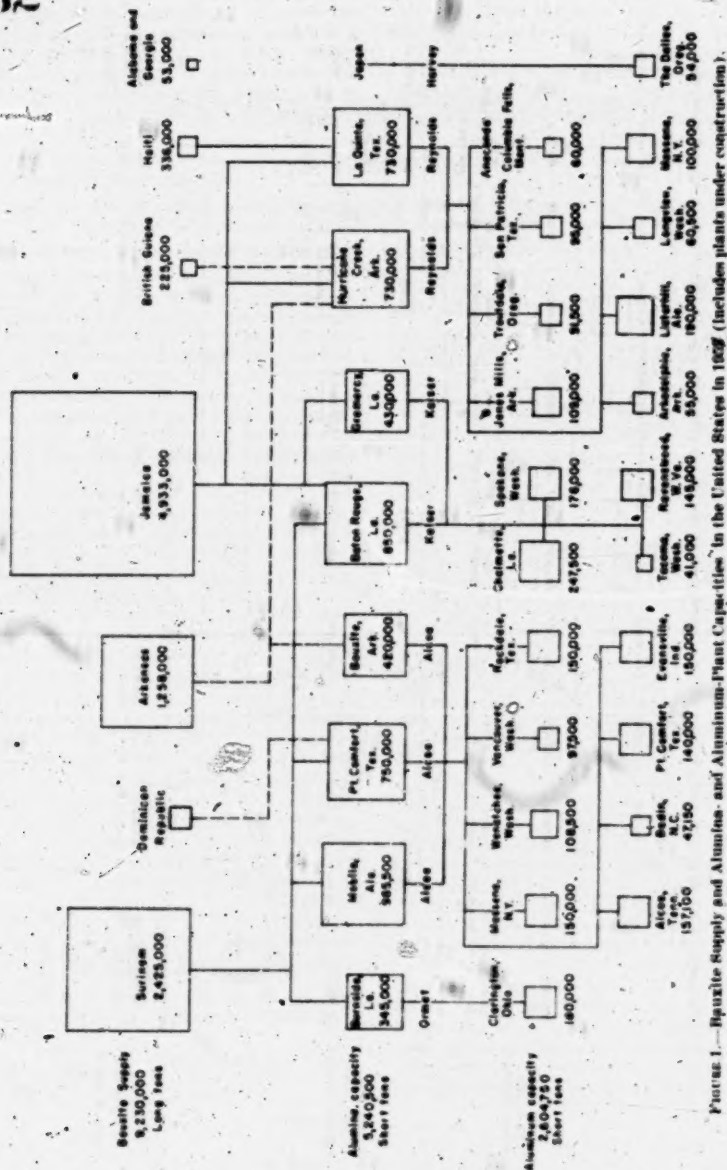 Bauxite Supply
9,230,000
Long tons
Surinam
2,425,000
Dominican
Republic
Arkansas
1,258,000
Jamaica
4,933,000
British Guiana
225,000
Haiti
336,000
Alabama and
Georgia
53,000
Alumina capacity
5,240,500
Short tons
Burnside,
La.
345,000
Ormet
Mobile,
Ala.
985,500
Alcoa
Pt. Comfort,
Tex.
750,000
Alcoa
Bauxite,
Ark.
420,000
Alcoa
Baton Rouge,
La.
850,000
Kaiser
Gramercy,
La.
430,000
Kaiser
Hurricane
Creek,
Ark.
730,000
Reynolds
La Quinta,
Tex.
730,000
Reynolds
Japan
Harvey
Aluminum capacity
2,604,750
Short tons
Clarington,
Ohio
180,000
Massena,
N.Y.
150,000
Wenatchee,
Wash.
108,500
Vancouver,
Wash.
97,500
Rockdale,
Tex.
150,000
Chalmette,
La.
247,500
Spokane,
Wash.
176,000
Jones Mills,
Ark.
109,000
Troutdale,
Oreg.
91,500
San Patricio,
Tex.
95,000
Anaconda
Columbia Falls,
Mont.
60,000
Alcoa,
Tenn.
157,100
Badin,
N.C.
47,150
Pt. Comfort,
Tex.
140,000
Evansville,
Ind.
150,000
Tacoma,
Wash.
41,000
Ravenswood,
W. Va.
145,000
Arkadelphia,
Ark.
55,000
Listerhill,
Ala.
190,000
Longview,
Wash.
60,500
Massena,
N.Y.
100,000
The Dalles,
Oreg.
54,000
FIGURE 1.—Bauxite Supply and Alumina- and Aluminum-Plant Capacities in the United States in (includes plants under construction).